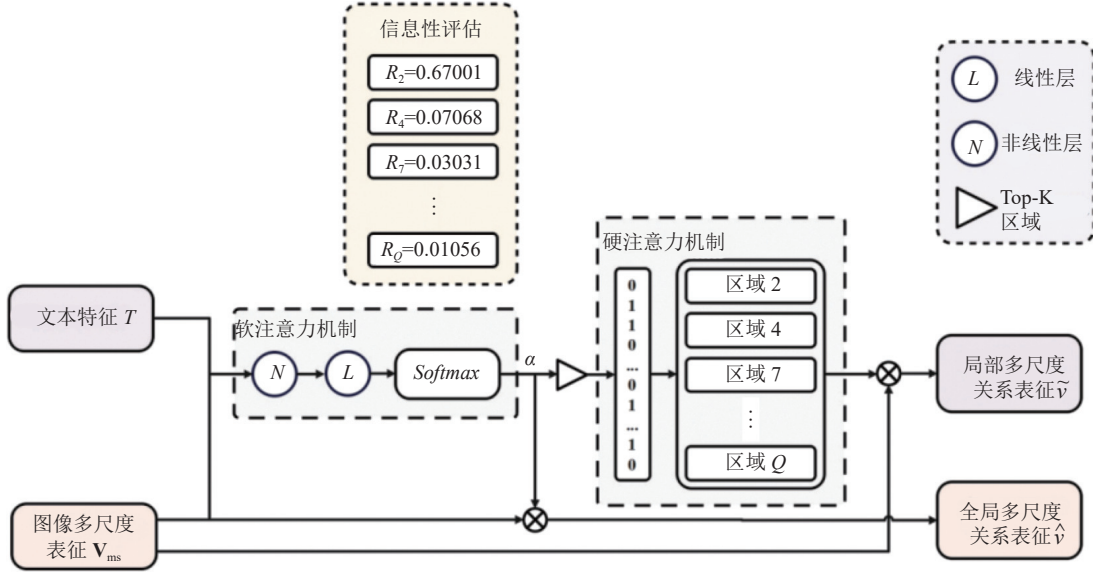 信息性评估
R₂=0.67001
R₄=0.07068
R₇=0.03031
⋮
R_Q=0.01056
L 线性层
N 非线性层
Top-K
区域
文本特征 T
软注意力机制
N
L
Softmax
α
硬注意力机制
0
1
1
0
...
0
1
...
1
0
区域 2
区域 4
区域 7
⋮
区域 Q
局部多尺度
关系表征ṽ
图像多尺度
表征 V_ms
全局多尺度
关系表征v̂